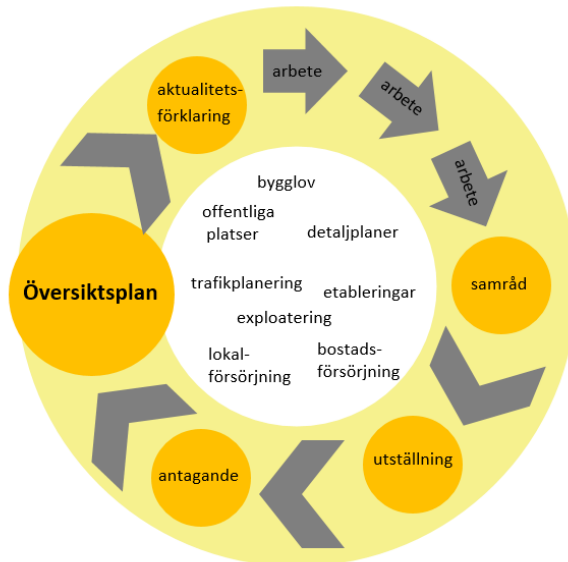 aktualitets-
förklaring
arbete
arbete
arbete
samråd
utställning
antagande
Översiktsplan
bygglov
offentliga
platser
detaljplaner
trafikplanering
etableringar
exploatering
lokal-
försörjning
bostads-
försörjning